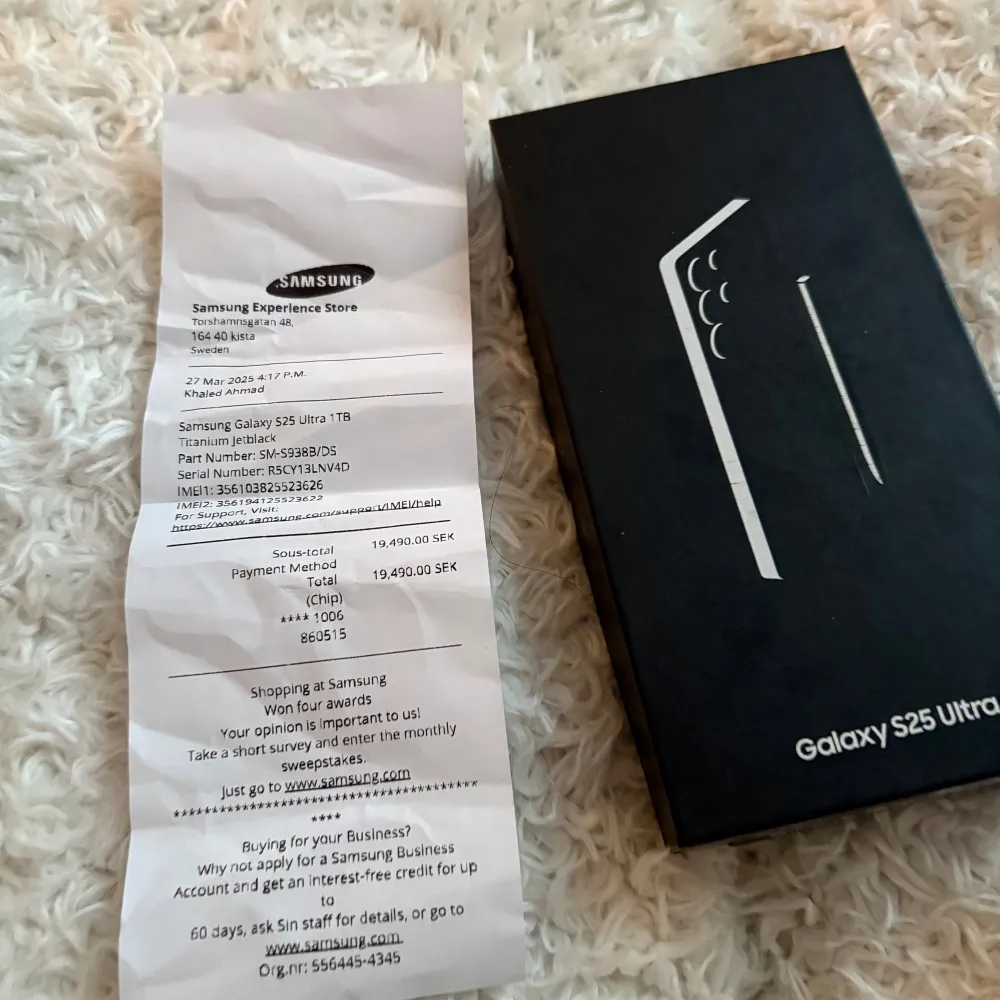 SAMSUNG
Samsung Experience Store
Torshamnsgatan 48,
164 40 kista
Sweden
27 Mar 2025 4:17 P.M.
Khaled Ahmad
Samsung Galaxy S25 Ultra 1TB
Titanium Jetblack
Part Number: SM-S938B/DS
Serial Number: R5CY13LNV4D
IMEI1: 356103825523626
IMEI2: 356194125523622
For Support, Visit:
https://www.samsung.com/support/IMEI/help
Sous-total 19,490.00 SEK
Payment Method
Total 19,490.00 SEK
(Chip)
**** 1006
860515
Shopping at Samsung
Won four awards
Your opinion is important to us!
Take a short survey and enter the monthly
sweepstakes.
Just go to www.samsung.com
****************************************
****
Buying for your Business?
Why not apply for a Samsung Business
Account and get an interest-free credit for up
to
60 days, ask Sin staff for details, or go to
www.samsung.com
Org.nr: 556445-4345
Galaxy S25 Ultra